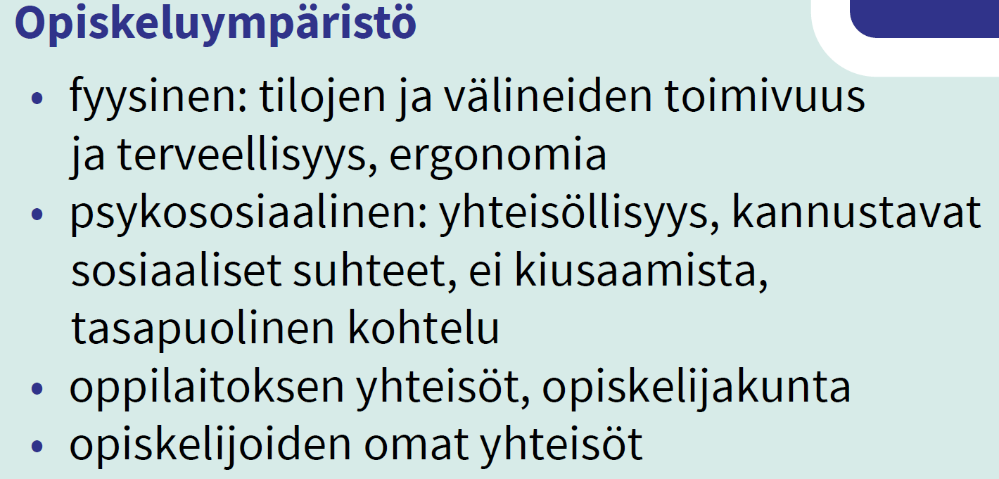 Opiskeluympäristö
• fyysinen: tilojen ja välineiden toimivuus
ja terveellisyys, ergonomia
• psykososiaalinen: yhteisöllisyys, kannustavat
sosiaaliset suhteet, ei kiusaamista,
tasapuolinen kohtelu
• oppilaitoksen yhteisöt, opiskelijakunta
• opiskelijoiden omat yhteisöt